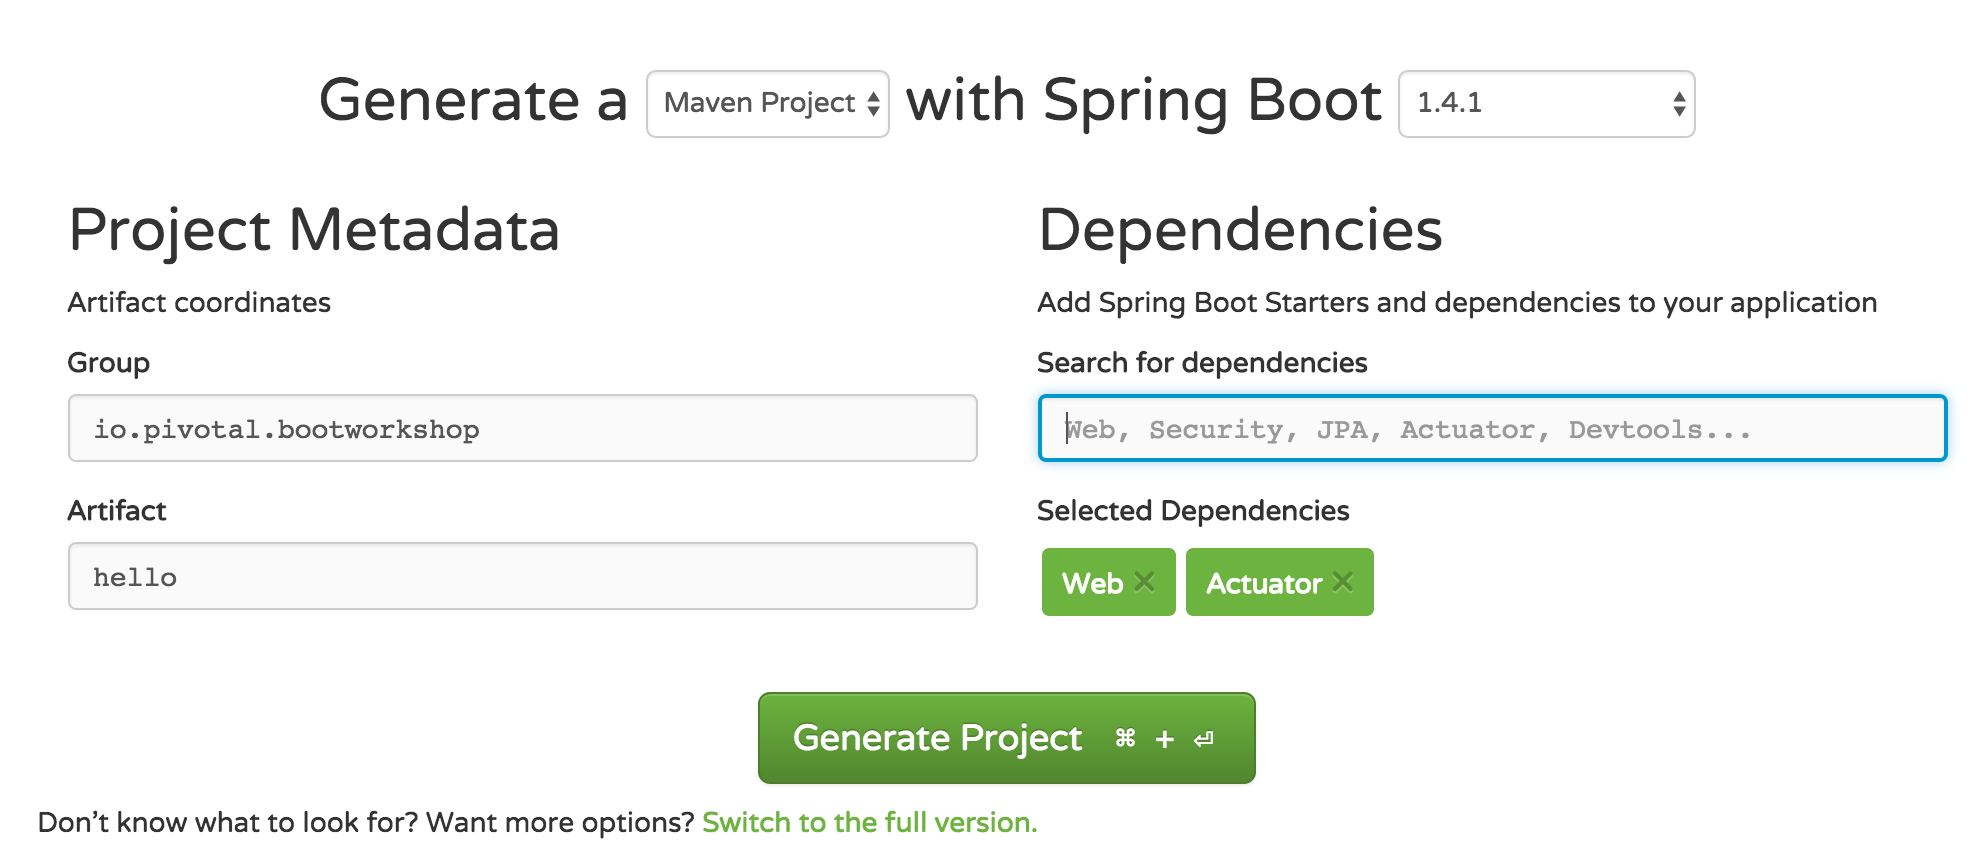 Generate a Maven Project with Spring Boot 1.4.1
Project Metadata
Artifact coordinates
Group
io.pivotal.bootworkshop
Artifact
hello
Dependencies
Add Spring Boot Starters and dependencies to your application
Search for dependencies
Web, Security, JPA, Actuator, Devtools...
Selected Dependencies
Web × Actuator ×
Generate Project ⌘ + ⏎
Don't know what to look for? Want more options? Switch to the full version.